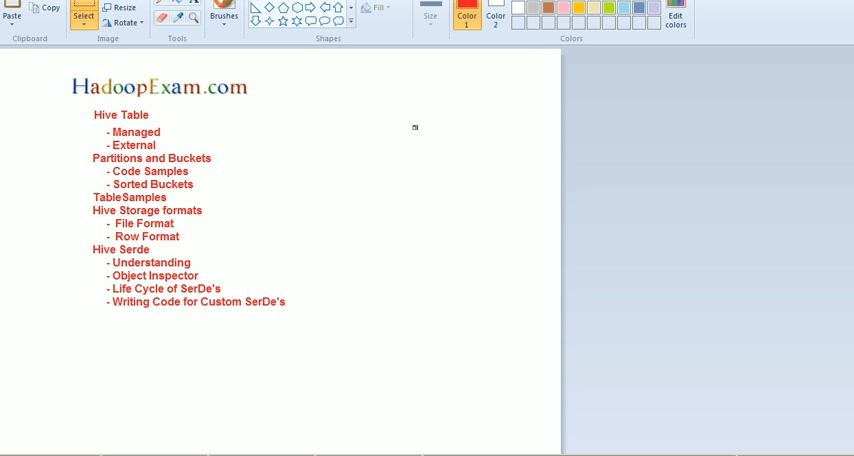 Paste
Copy
Select
Resize
Rotate
A
Brushes
Fill
Size
Color
1
Color
2
Edit
colors
Clipboard
Image
Tools
Shapes
Colors
HadoopExam.com
Hive Table
- Managed
- External
Partitions and Buckets
- Code Samples
- Sorted Buckets
TableSamples
Hive Storage formats
- File Format
- Row Format
Hive Serde
- Understanding
- Object Inspector
- Life Cycle of SerDe's
- Writing Code for Custom SerDe's